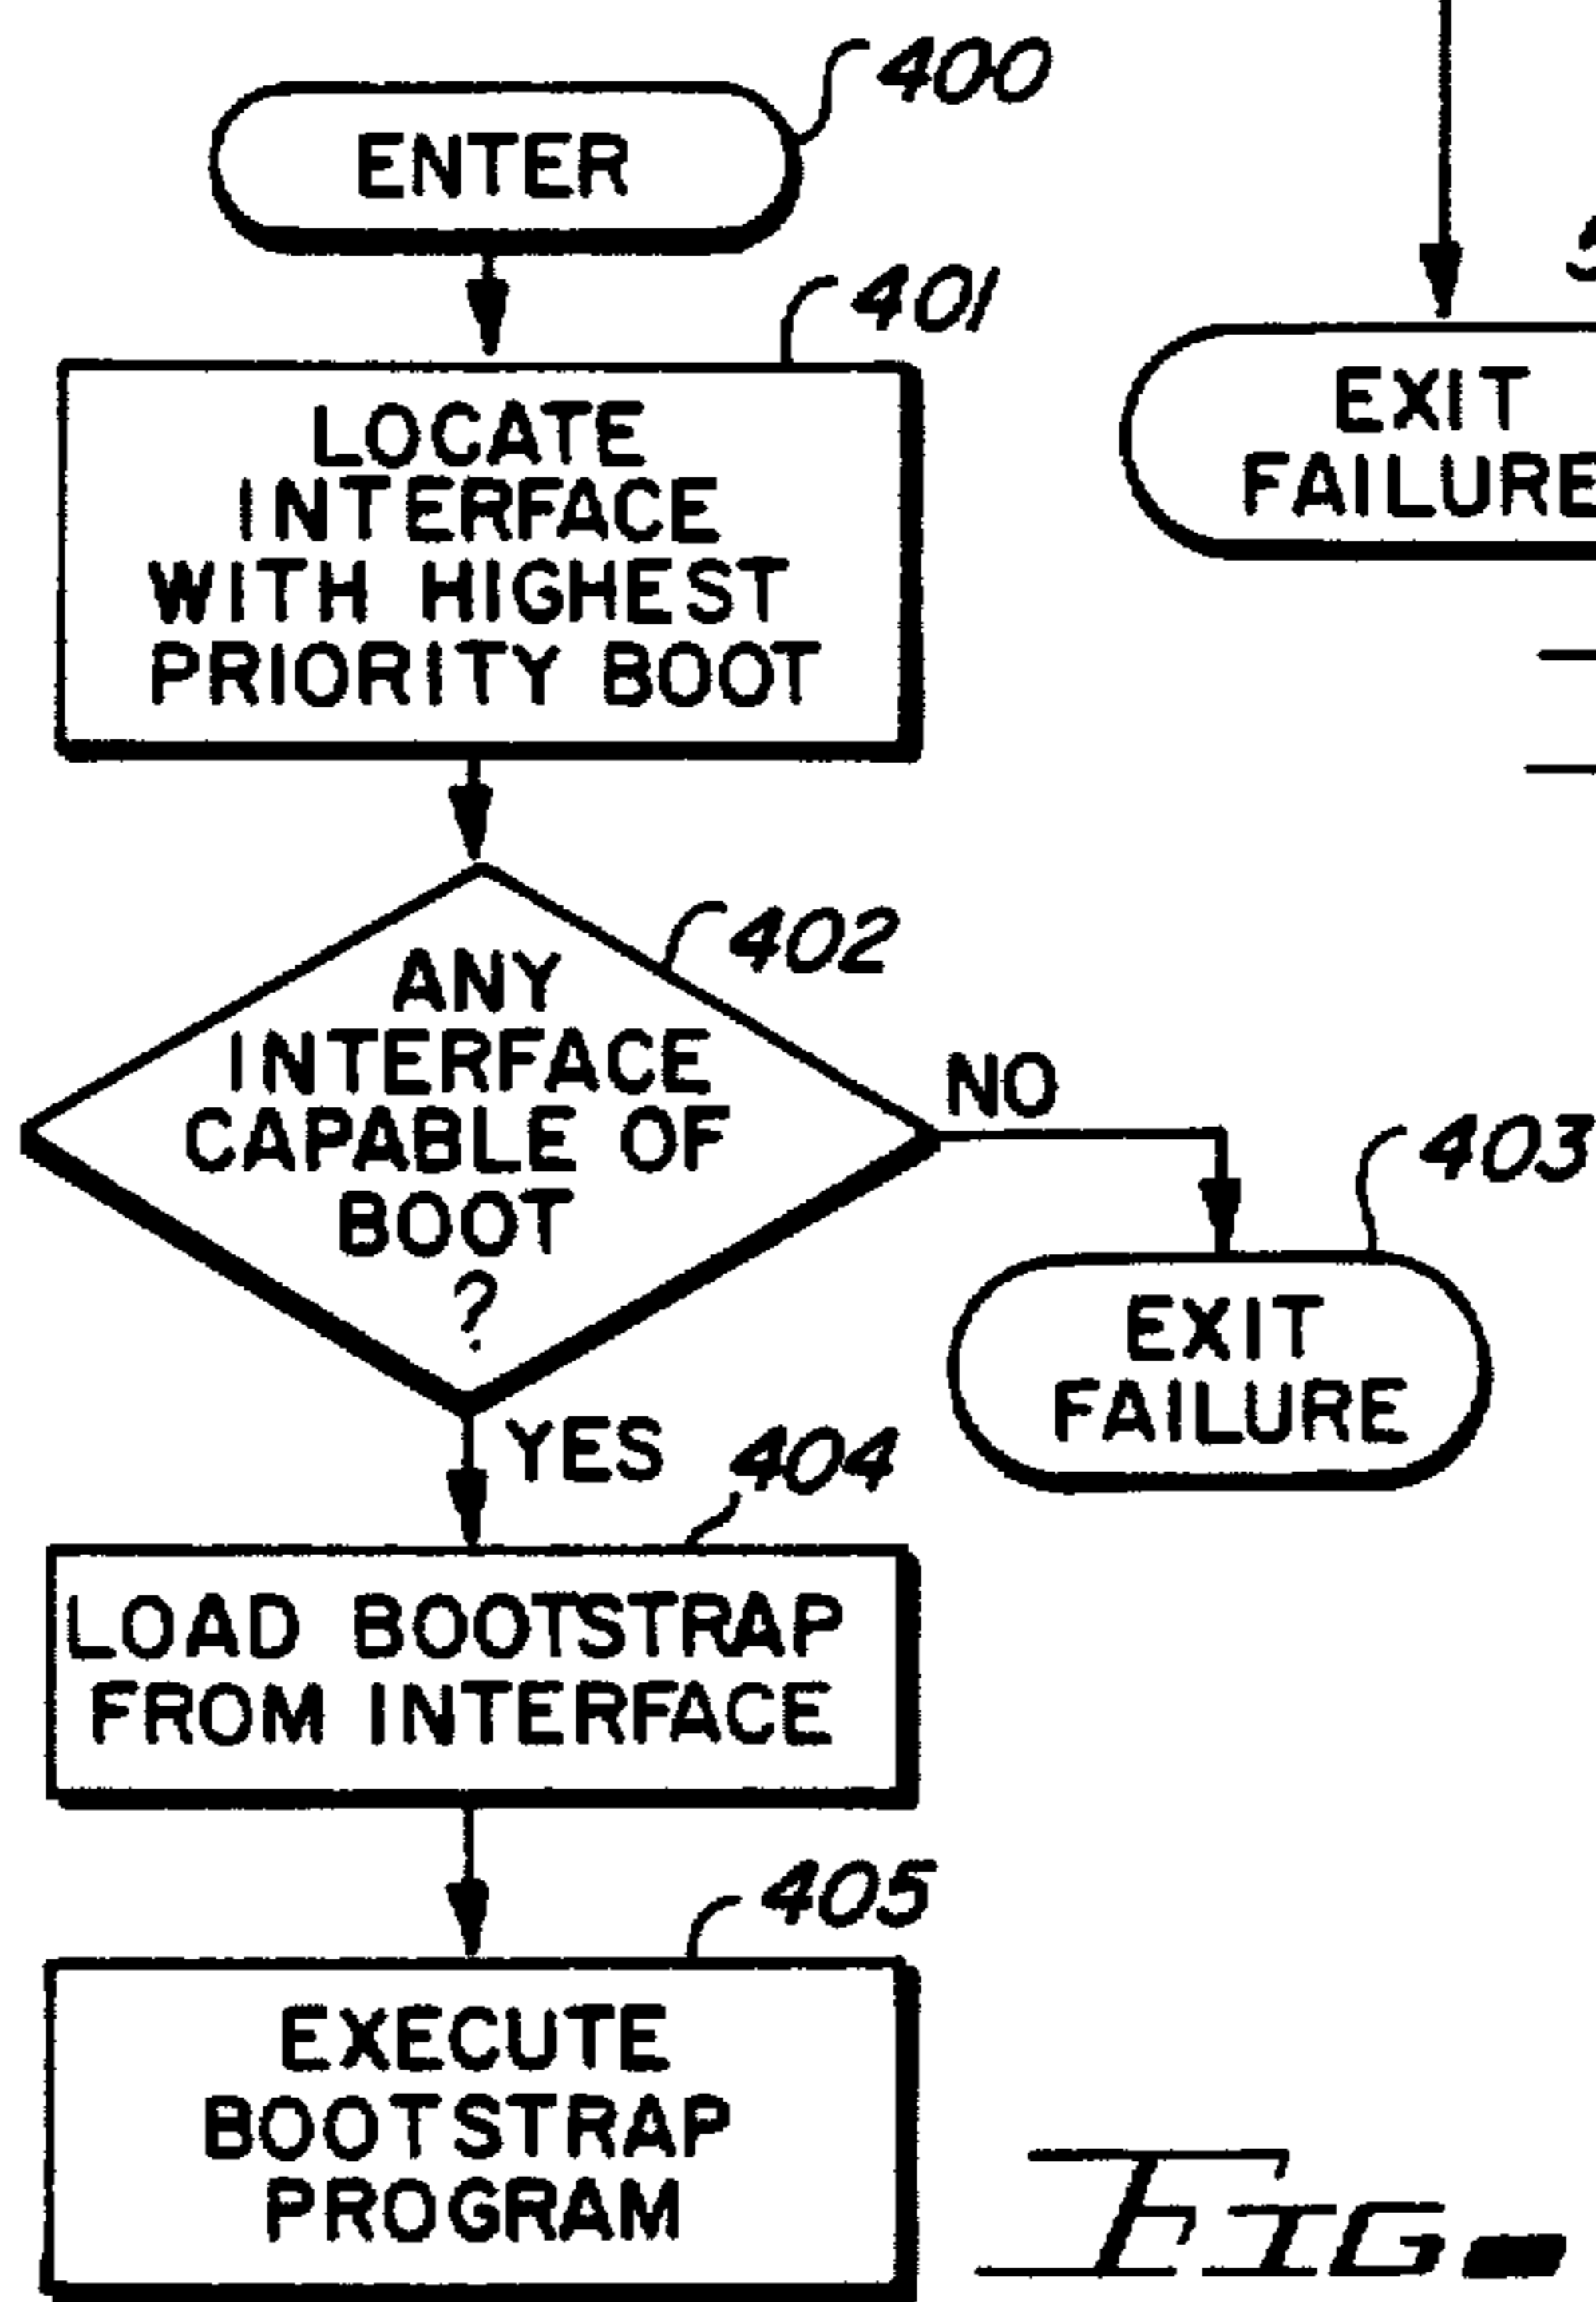 400
ENTER
401
LOCATE
INTERFACE
WITH HIGHEST
PRIORITY BOOT
EXIT
FAILURE
402
ANY
INTERFACE
CAPABLE OF
BOOT
?
NO
403
EXIT
FAILURE
YES
404
LOAD BOOTSTRAP
FROM INTERFACE
405
EXECUTE
BOOTSTRAP
PROGRAM
FIG